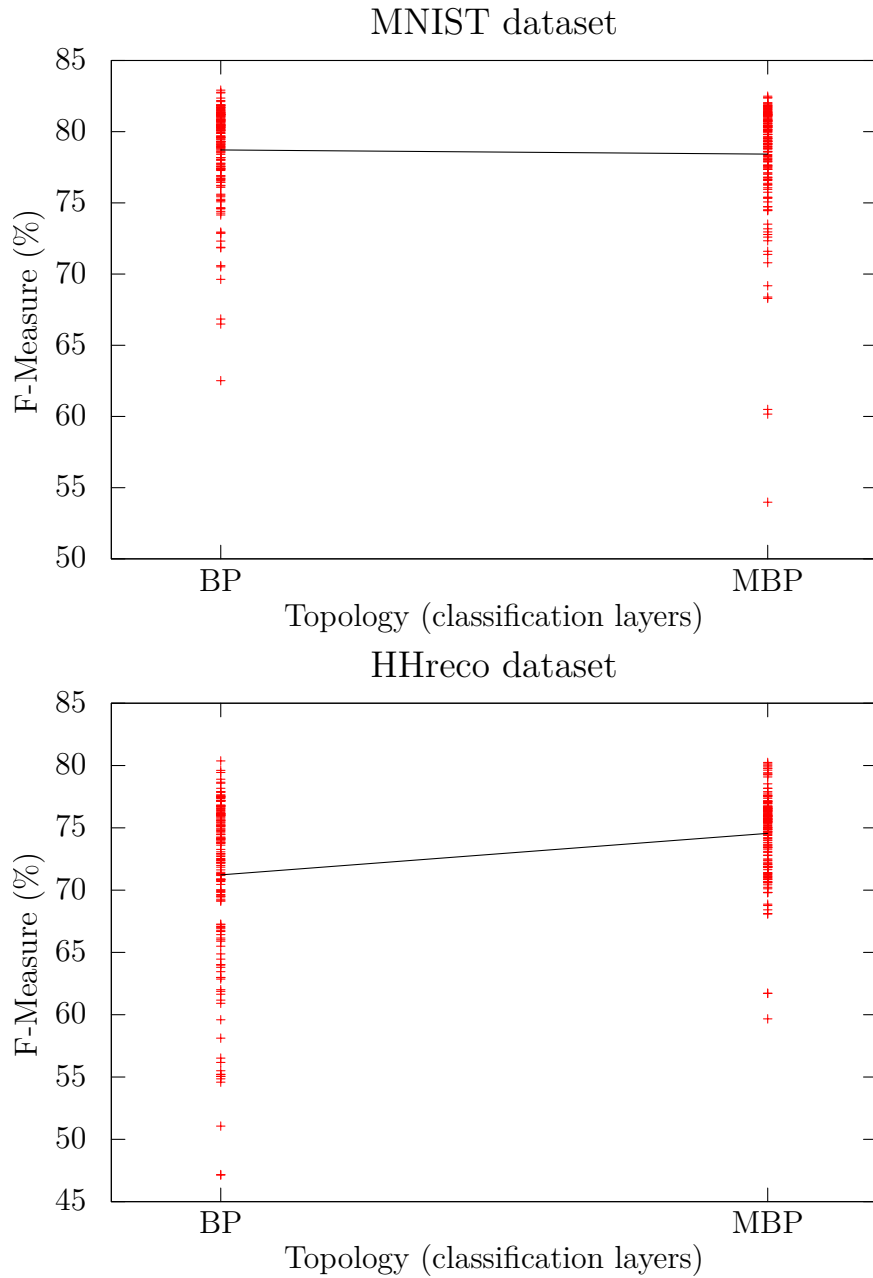 MNIST dataset
85
80
75
70
65
60
55
50
F-Measure (%)
BP
MBP
Topology (classification layers)
HHreco dataset
85
80
75
70
65
60
55
50
45
F-Measure (%)
BP
MBP
Topology (classification layers)